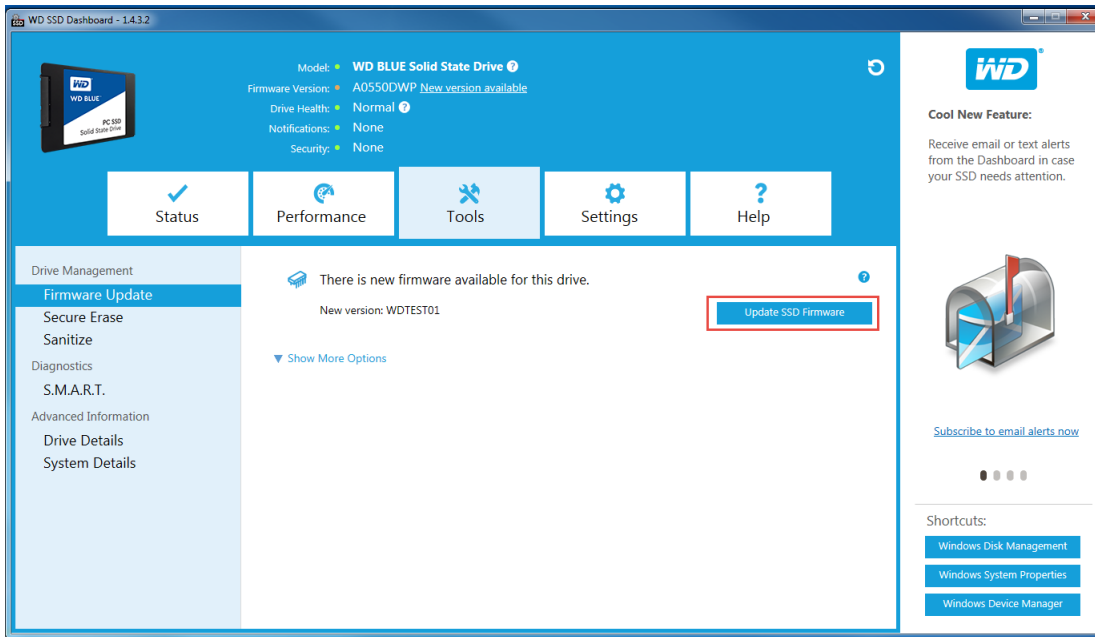 WD SSD Dashboard - 1.4.3.2
WD
WD BLUE™
PC SSD
Solid State Drive
Model: WD BLUE Solid State Drive ?
Firmware Version: A0550DWP New version available
Drive Health: Normal ?
Notifications: None
Security: None
WD®
Cool New Feature:
Receive email or text alerts
from the Dashboard in case
your SSD needs attention.
Status
Performance
Tools
Settings
? Help
Drive Management
Firmware Update
Secure Erase
Sanitize
Diagnostics
S.M.A.R.T.
Advanced Information
Drive Details
System Details
There is new firmware available for this drive. ?
New version: WDTEST01
Update SSD Firmware
Show More Options
Subscribe to email alerts now
Shortcuts:
Windows Disk Management
Windows System Properties
Windows Device Manager